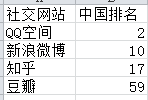 社交网站 中国排名
QQ空间 2
新浪微博 10
知乎 17
豆瓣 59